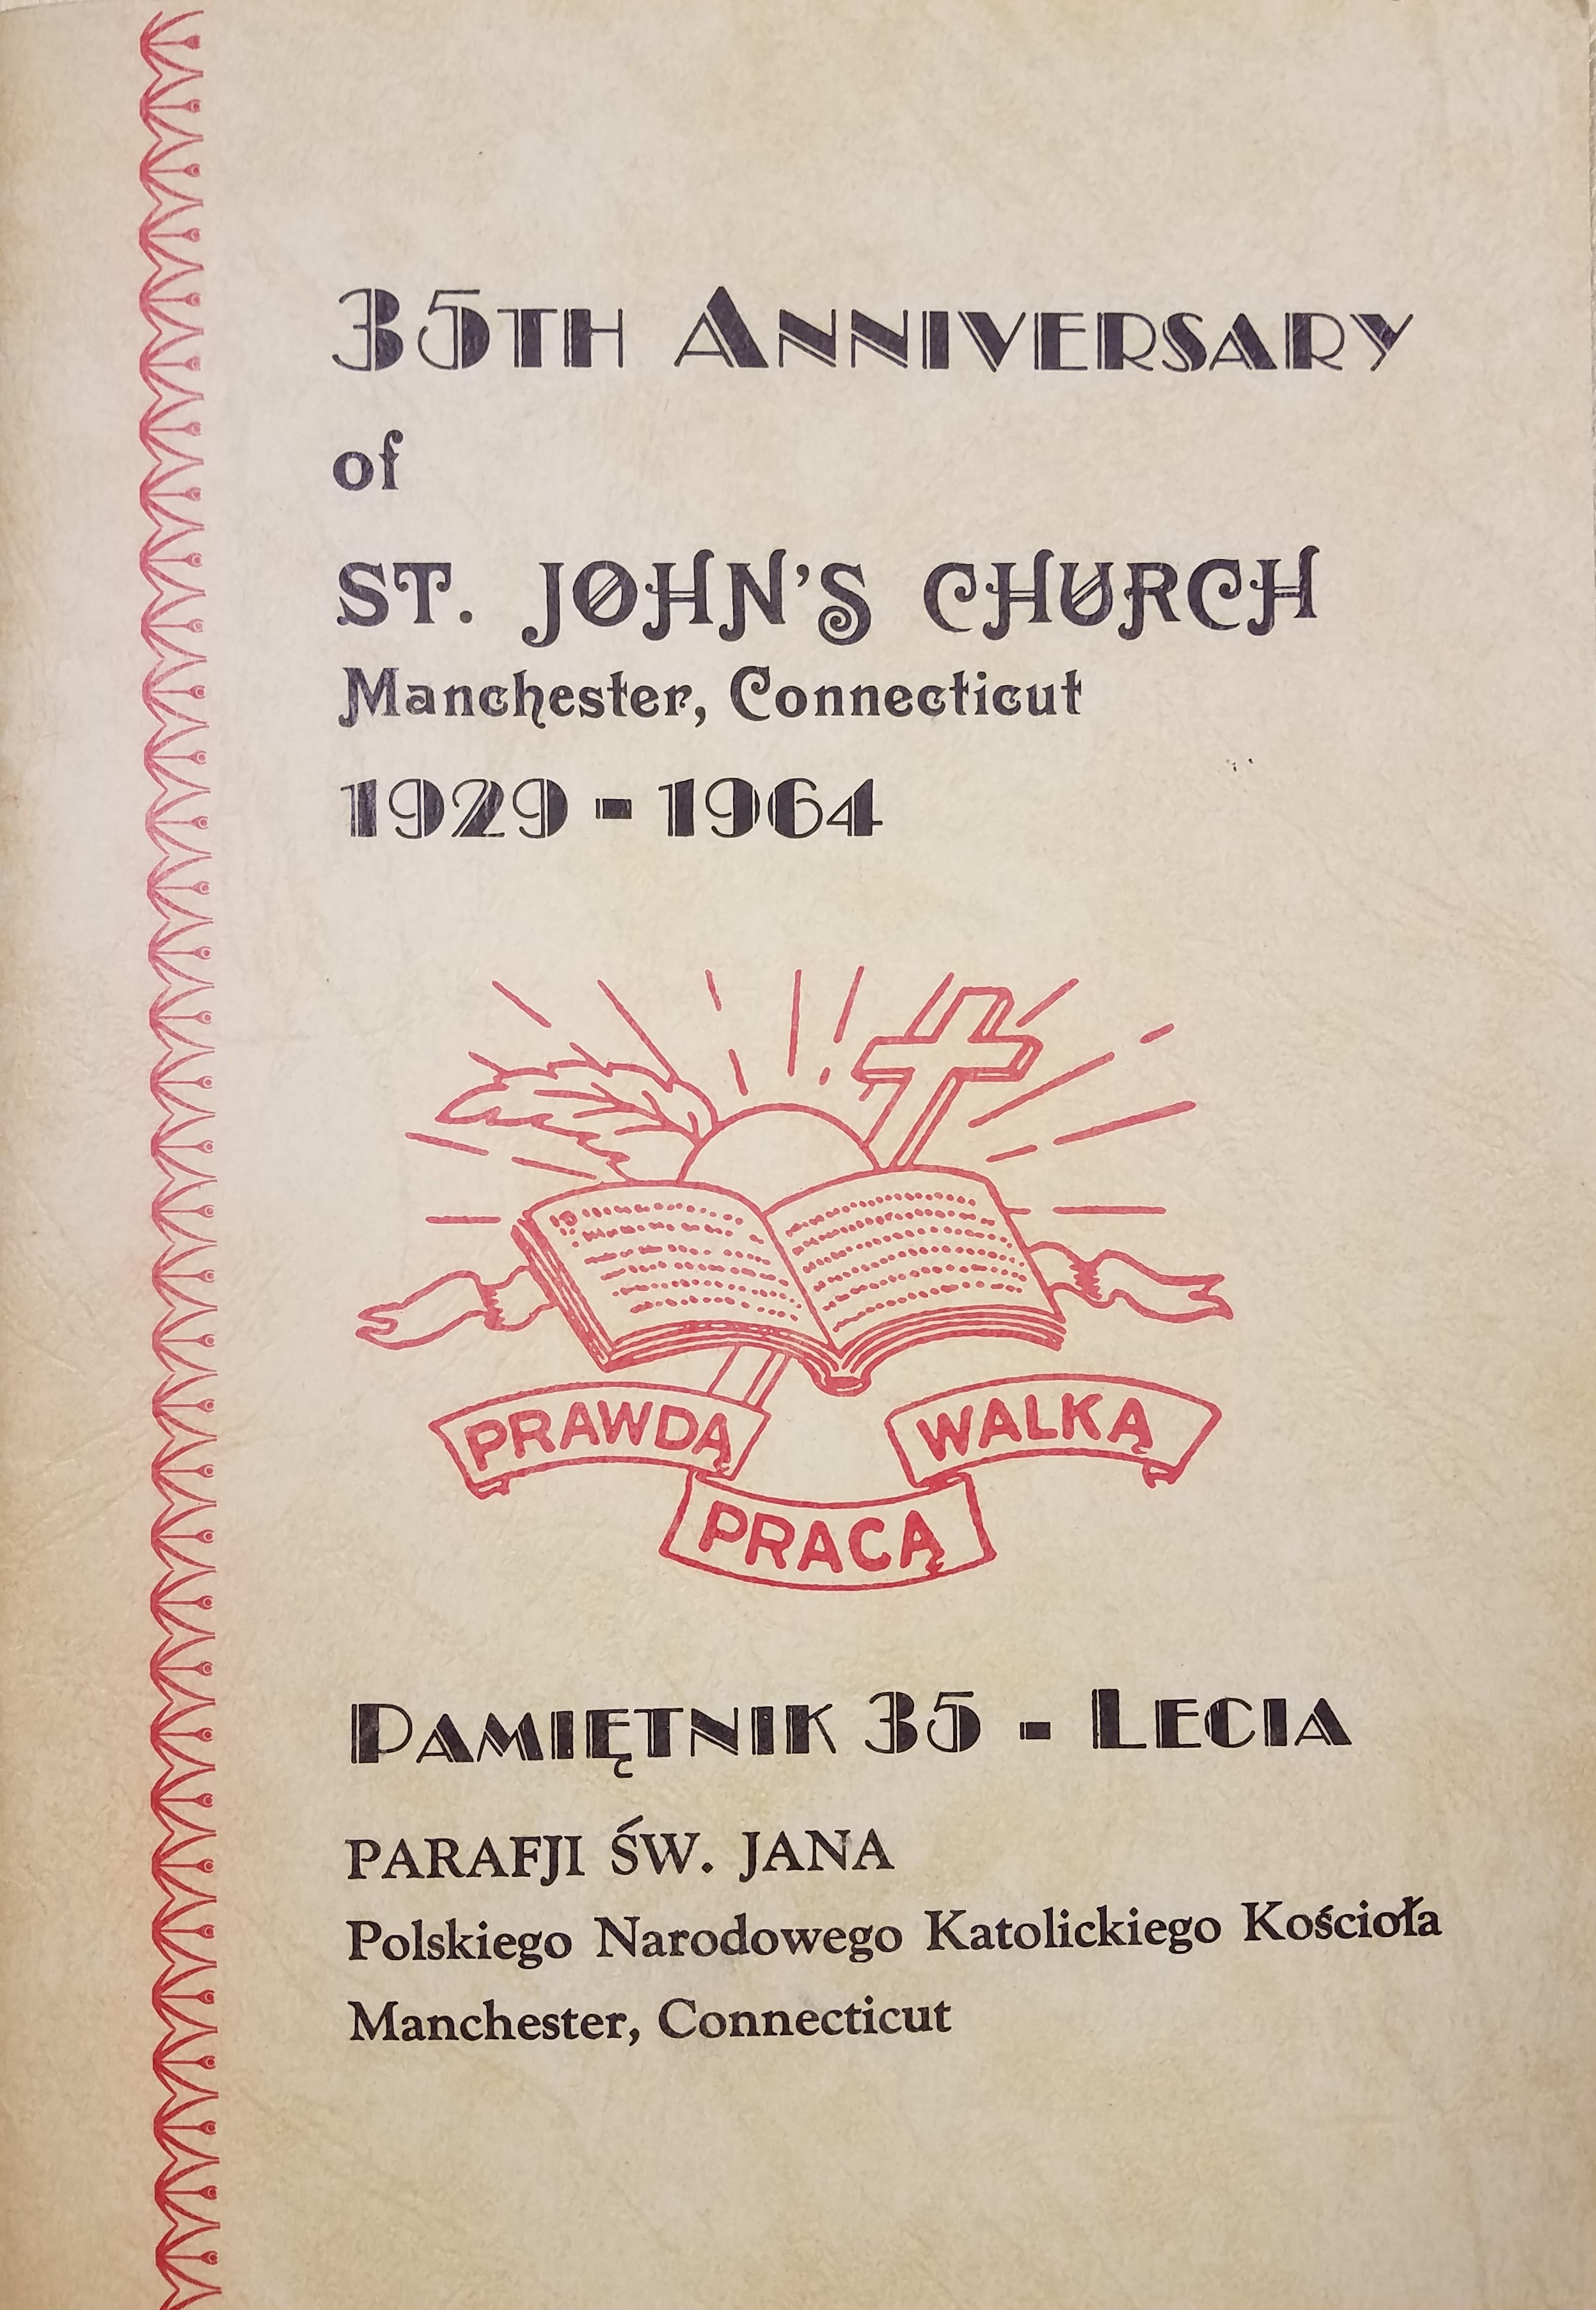 35TH ANNIVERSARY
of
ST. JOHN'S CHURCH
Manchester, Connecticut
1929 - 1964
PRAWDĄ
WALKĄ
PRACĄ
PAMIĘTNIK 35 - LECIA
PARAFJI ŚW. JANA
Polskiego Narodowego Katolickiego Kościoła
Manchester, Connecticut